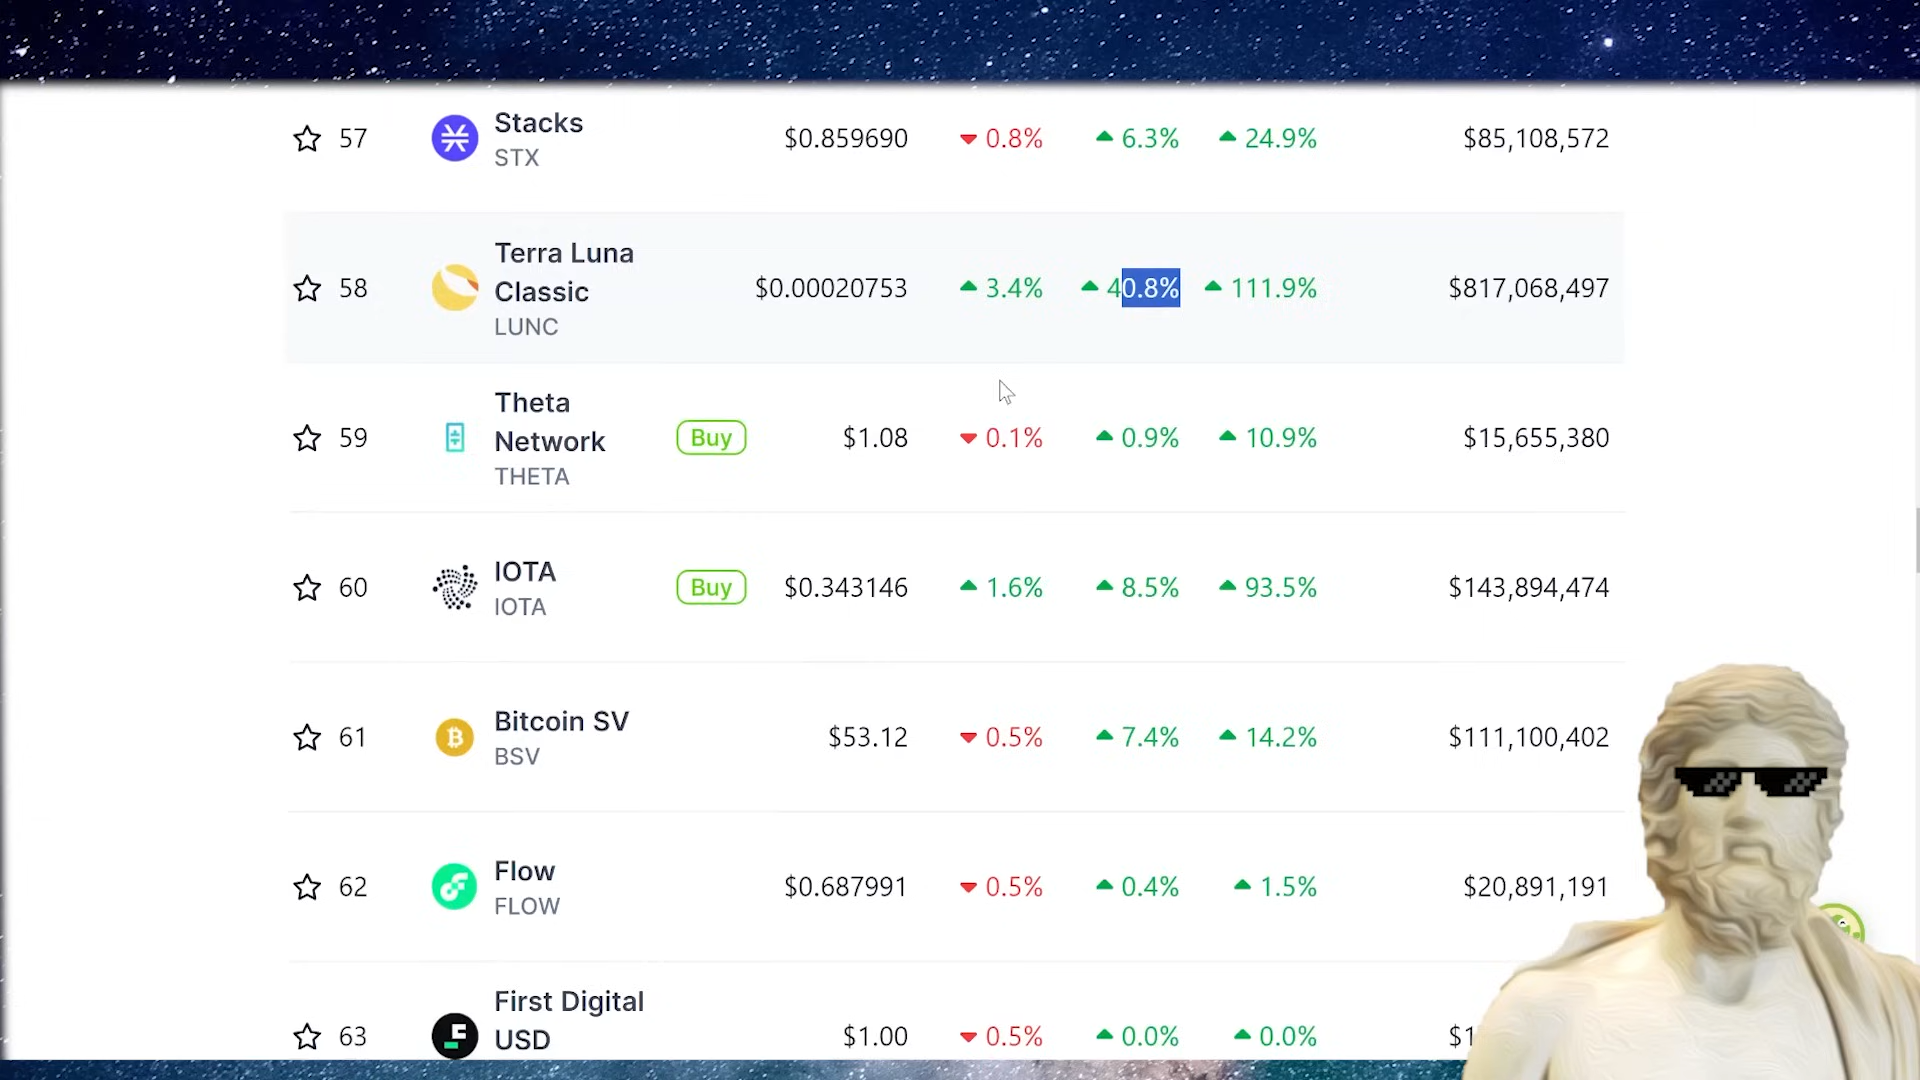 57 Stacks STX $0.859690 0.8% 6.3% 24.9% $85,108,572
58 Terra Luna Classic LUNC $0.00020753 3.4% 40.8% 111.9% $817,068,497
59 Theta Network THETA Buy $1.08 0.1% 0.9% 10.9% $15,655,380
60 IOTA IOTA Buy $0.343146 1.6% 8.5% 93.5% $143,894,474
61 Bitcoin SV BSV $53.12 0.5% 7.4% 14.2% $111,100,402
62 Flow FLOW $0.687991 0.5% 0.4% 1.5% $20,891,191
63 First Digital USD $1.00 0.5% 0.0% 0.0%